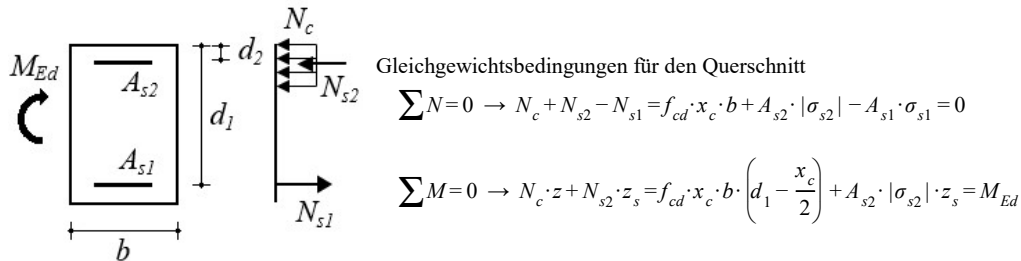 N_c
d_2
M_Ed
A_s2
N_s2
d_1
A_s1
N_s1
b
Gleichgewichtsbedingungen für den Querschnitt
∑N=0 → N_c+N_s2−N_s1=f_cd·x_c·b+A_s2·|σ_s2|−A_s1·σ_s1=0
∑M=0 → N_c·z+N_s2·z_s=f_cd·x_c·b·(d_1−x_c/2)+A_s2·|σ_s2|·z_s=M_Ed